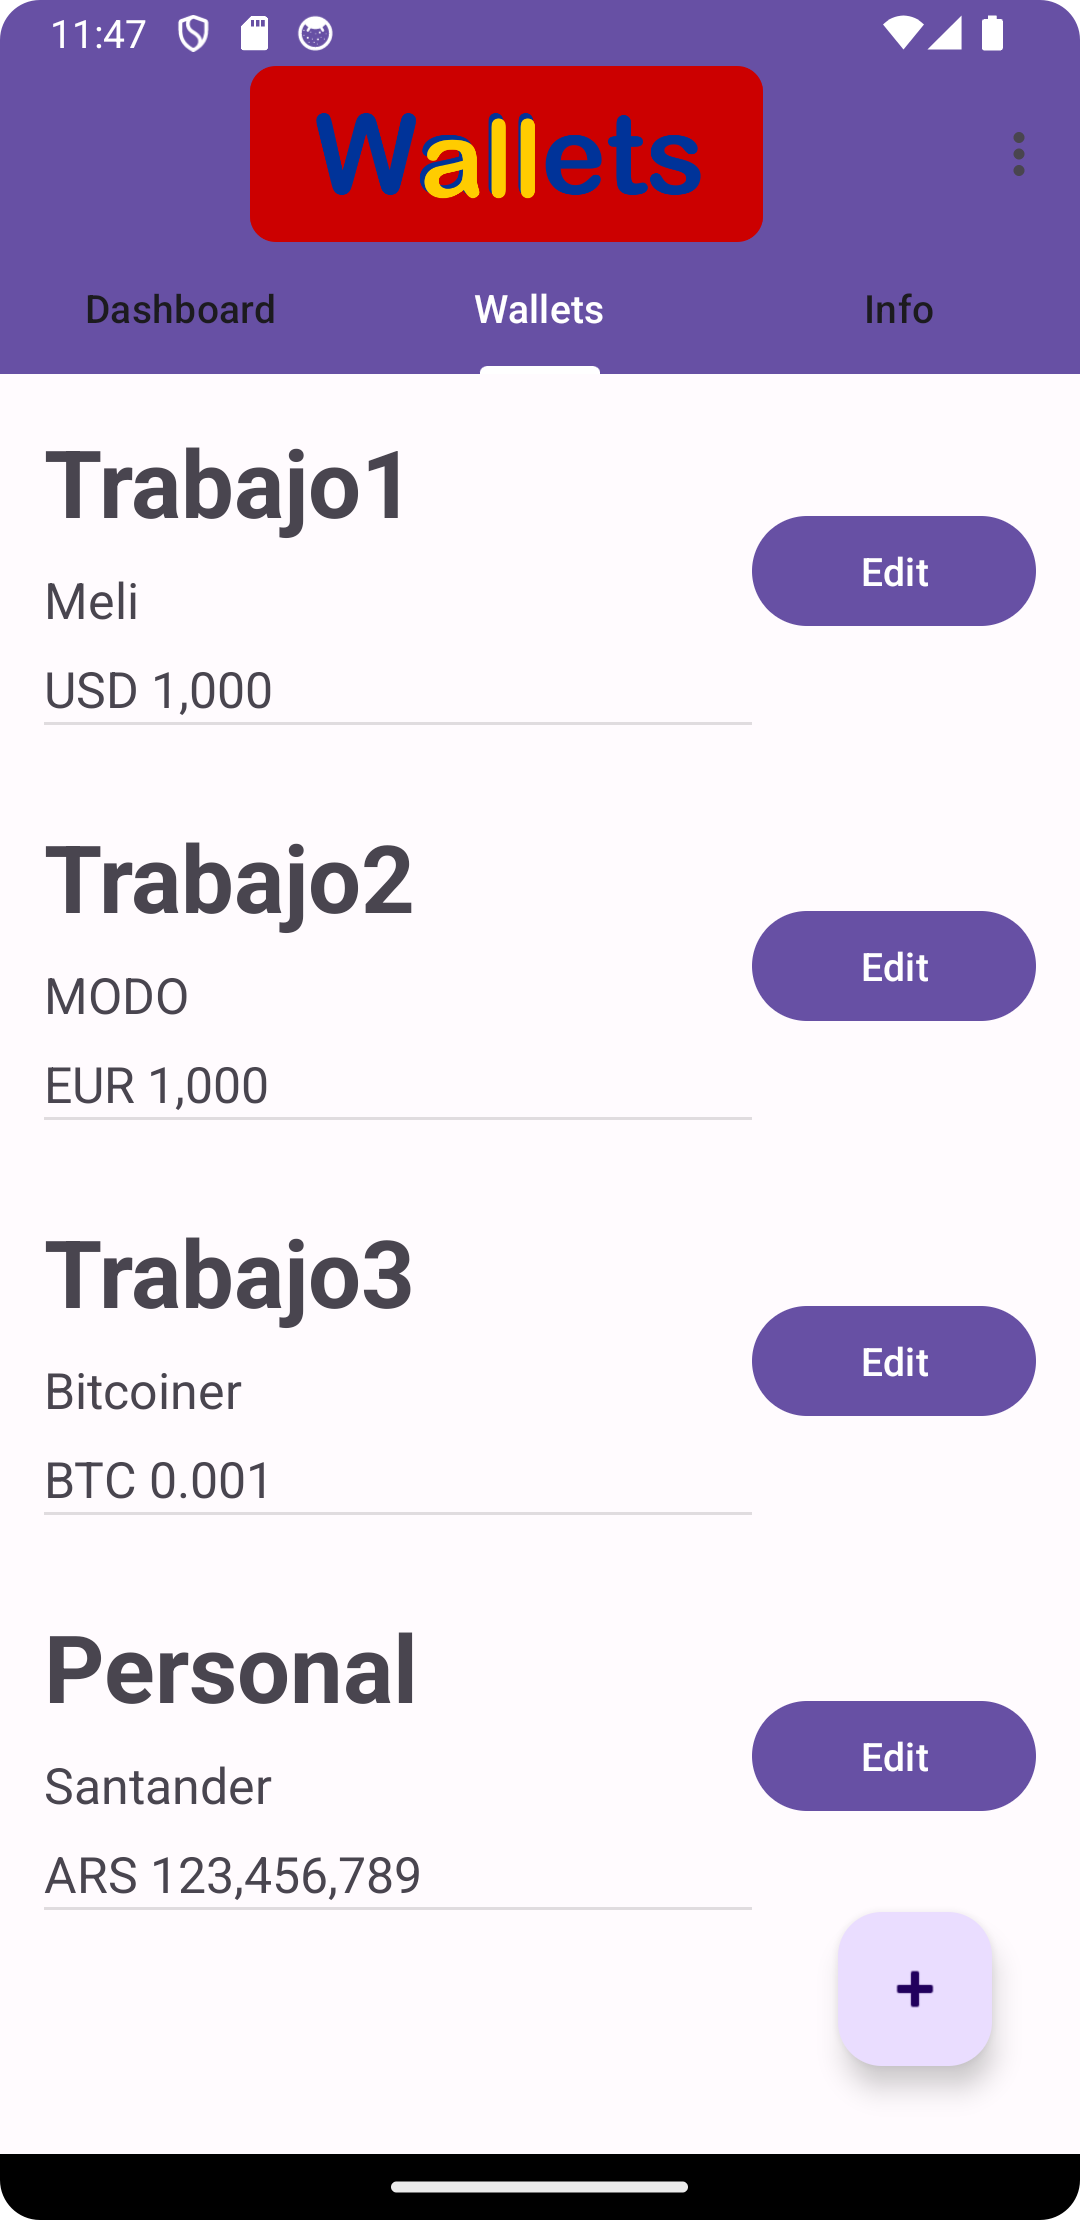 11:47
Wallets
Dashboard Wallets Info
Trabajo1
Meli
USD 1,000
Edit
Trabajo2
MODO
EUR 1,000
Edit
Trabajo3
Bitcoiner
BTC 0.001
Edit
Personal
Santander
ARS 123,456,789
Edit
+